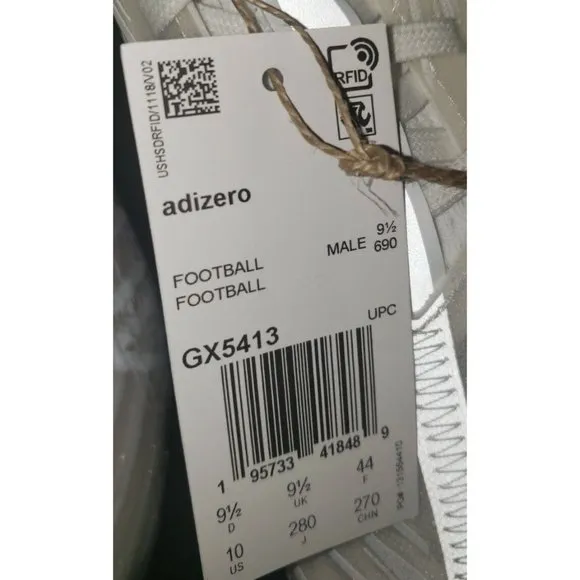 USHSDRFID/1118/V02
RFID
adizero
FOOTBALL
FOOTBALL
MALE 9½
690
GX5413
UPC
1 95733 41848 9
9½ 9½ 44
D UK F
10 280 270
US J CHN